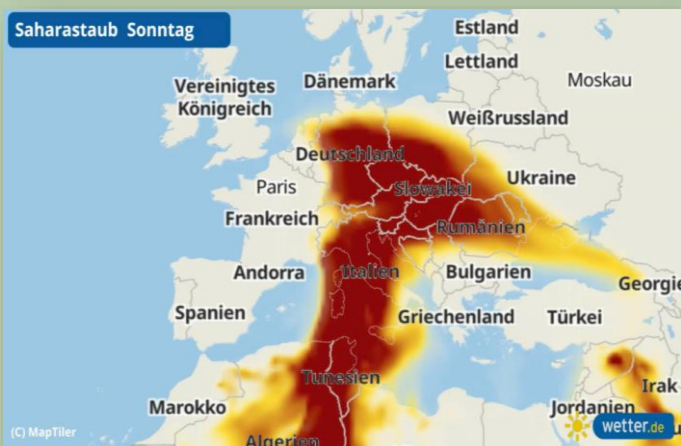 Saharastaub Sonntag
Estland
Lettland
Moskau
Vereinigtes
Königreich
Dänemark
Weißrussland
Deutschland
Paris
Slowakei
Ukraine
Frankreich
Rumänien
Andorra
Italien
Bulgarien
Georgie
Spanien
Griechenland
Türkei
Tunesien
Irak
Marokko
Jordanien
(C) MapTiler
Algerien
wetter.de